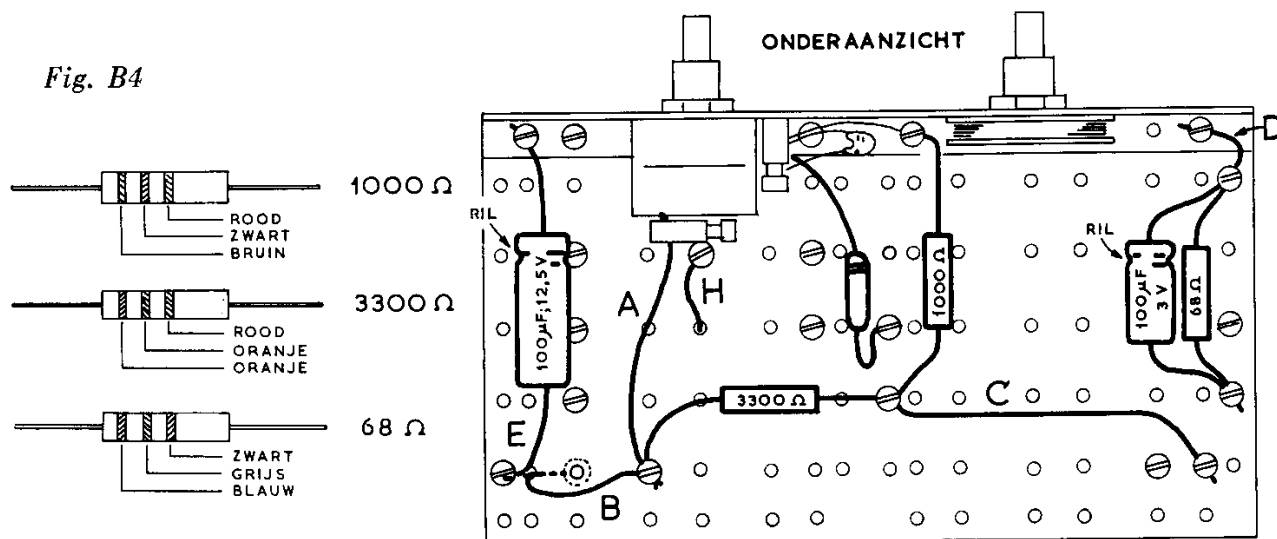 Fig. B4
ONDERAANZICHT
1000 Ω
ROOD
ZWART
BRUIN
3300 Ω
ROOD
ORANJE
ORANJE
68 Ω
ZWART
GRIJS
BLAUW
RIL
100µF; 12,5V
E
A
H
B
3300 Ω
1000 Ω
C
RIL
100µF
3 V
68 Ω
D